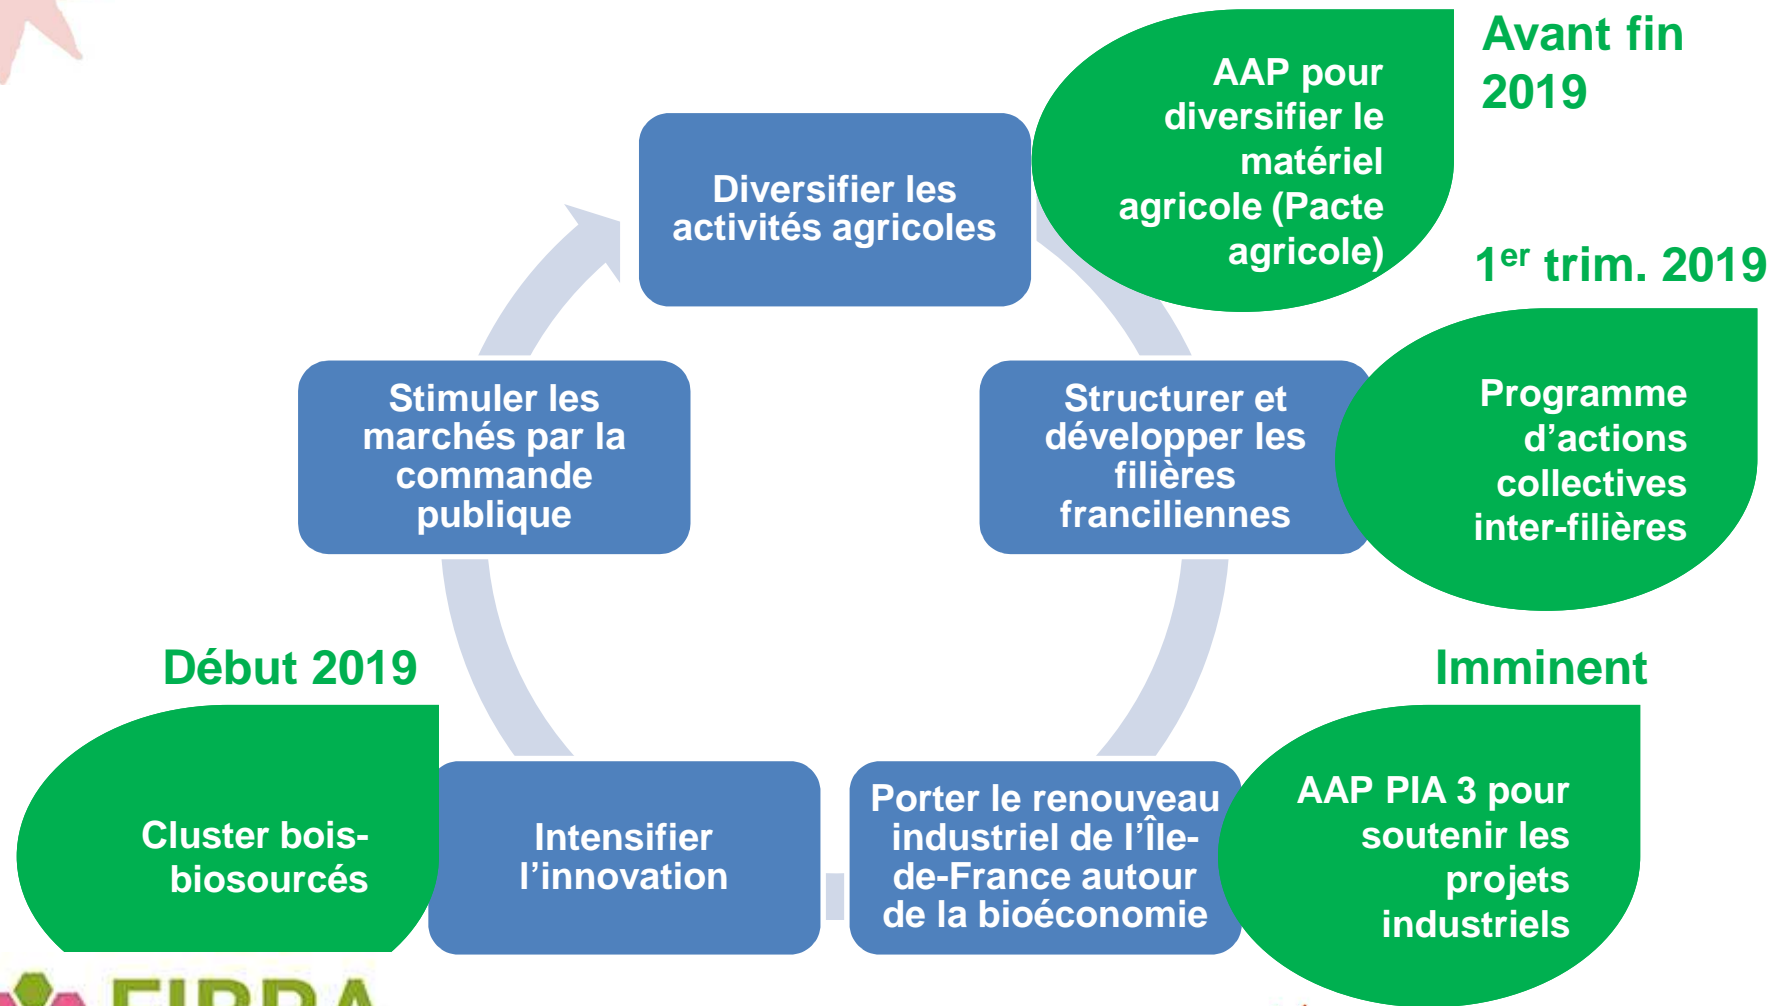 Avant fin
2019
AAP pour
diversifier le
matériel
agricole (Pacte
agricole)
Diversifier les
activités agricoles
1er trim. 2019
Programme
d’actions
collectives
inter-filières
Structurer et
développer les
filières
franciliennes
Stimuler les
marchés par la
commande
publique
Imminent
AAP PIA 3 pour
soutenir les
projets
industriels
Porter le renouveau
industriel de l’Île-
de-France autour
de la bioéconomie
Intensifier
l’innovation
Début 2019
Cluster bois-
biosourcés